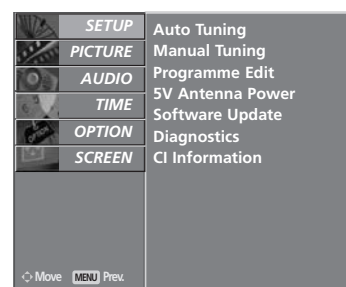 SETUP
PICTURE
AUDIO
TIME
OPTION
SCREEN
Auto Tuning
Manual Tuning
Programme Edit
5V Antenna Power
Software Update
Diagnostics
CI Information
Move MENU Prev.